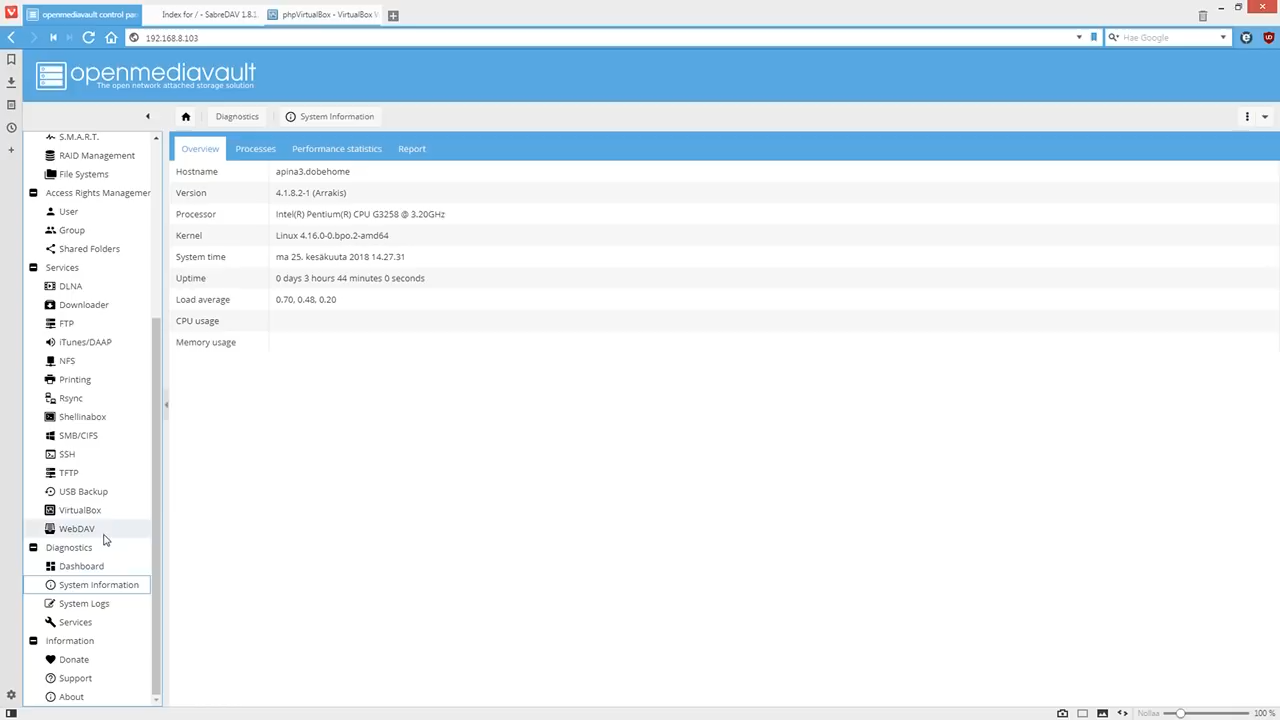 openmediavault control pa
Index for / - SabreDAV 1.8.1
phpVirtualBox - VirtualBox
192.168.8.103
Hae Google
openmediavault
The open network attached storage solution
Diagnostics
System Information
S.M.A.R.T.
RAID Management
File Systems
Access Rights Managemen
User
Group
Shared Folders
Services
DLNA
Downloader
FTP
iTunes/DAAP
NFS
Printing
Rsync
Shellinabox
SMB/CIFS
SSH
TFTP
USB Backup
VirtualBox
WebDAV
Diagnostics
Dashboard
System Information
System Logs
Services
Information
Donate
Support
About
Overview Processes Performance statistics Report
Hostname apina3.dobehome
Version 4.1.8.2-1 (Arrakis)
Processor Intel(R) Pentium(R) CPU G3258 @ 3.20GHz
Kernel Linux 4.16.0-0.bpo.2-amd64
System time ma 25. kesäkuuta 2018 14.27.31
Uptime 0 days 3 hours 44 minutes 0 seconds
Load average 0.70, 0.48, 0.20
CPU usage
Memory usage
Nollaa 100 %